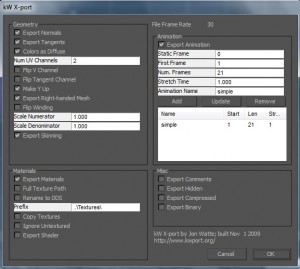 kW X-port
Geometry
Export Normals
Export Tangents
Colors as Diffuse
Num UV Channels 2
Flip V Channel
Flip Tangent Channel
Make Y Up
Export Right-handed Mesh
Flip Winding
Scale Numerator 1.000
Scale Denominator 1.000
Export Skinning
File Frame Rate 30
Animation
Export Animation
Static Frame 0
First Frame 1
Num. Frames 21
Stretch Time 1.000
Animation Name simple
Add Update Remove
Name Start Len Str...
simple 1 21 1
Materials
Export Materials
Full Texture Path
Rename to DDS
Prefix .\Textures\
Copy Textures
Ignore Untextured
Export Shader
Misc
Export Comments
Export Hidden
Export Compressed
Export Binary
kW X-port by Jon Watte; built Nov 1 2009
http://www.kwxport.org/
Cancel OK